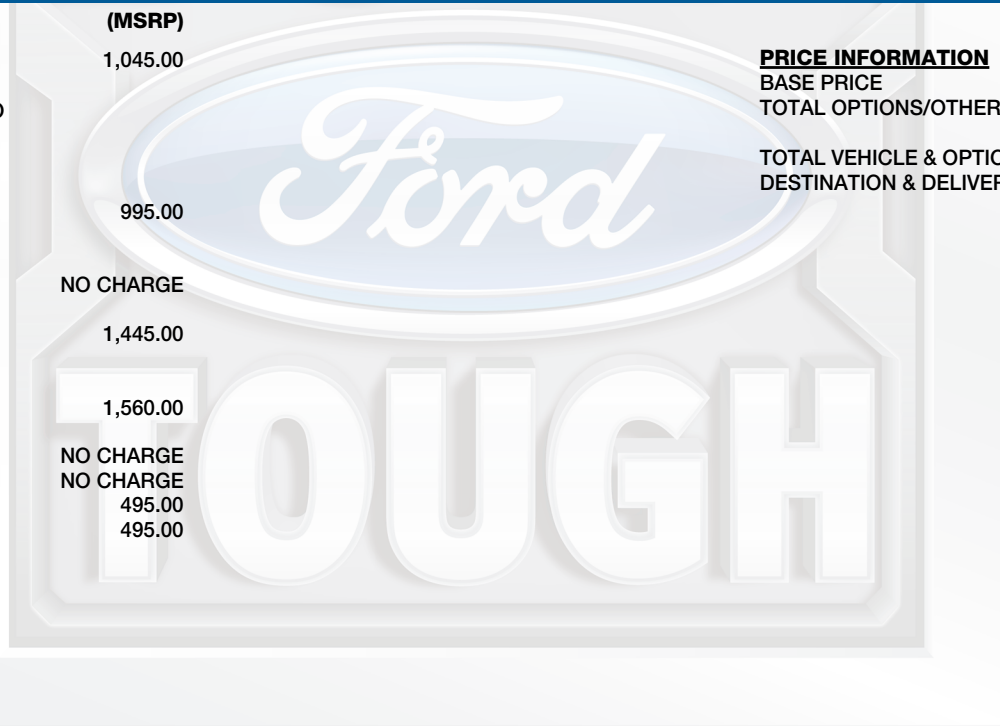 (MSRP)
1,045.00
995.00
NO CHARGE
1,445.00
1,560.00
NO CHARGE
NO CHARGE
495.00
495.00
PRICE INFORMATION
BASE PRICE
TOTAL OPTIONS/OTHER
TOTAL VEHICLE & OPTIO
DESTINATION & DELIVER
Ford
TOUGH